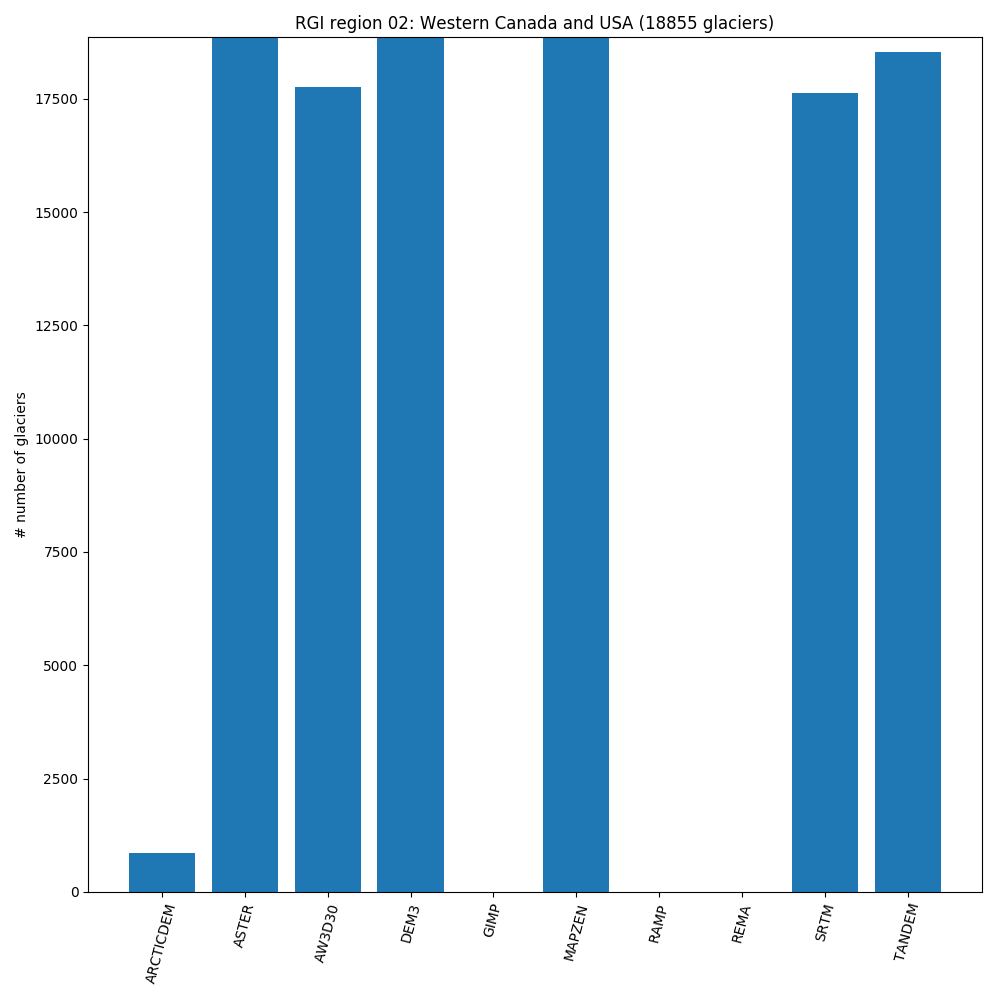 RGI region 02: Western Canada and USA (18855 glaciers)
# number of glaciers
17500
15000
12500
10000
7500
5000
2500
0
ARCTICDEM
ASTER
AW3D30
DEM3
GIMP
MAPZEN
RAMP
REMA
SRTM
TANDEM